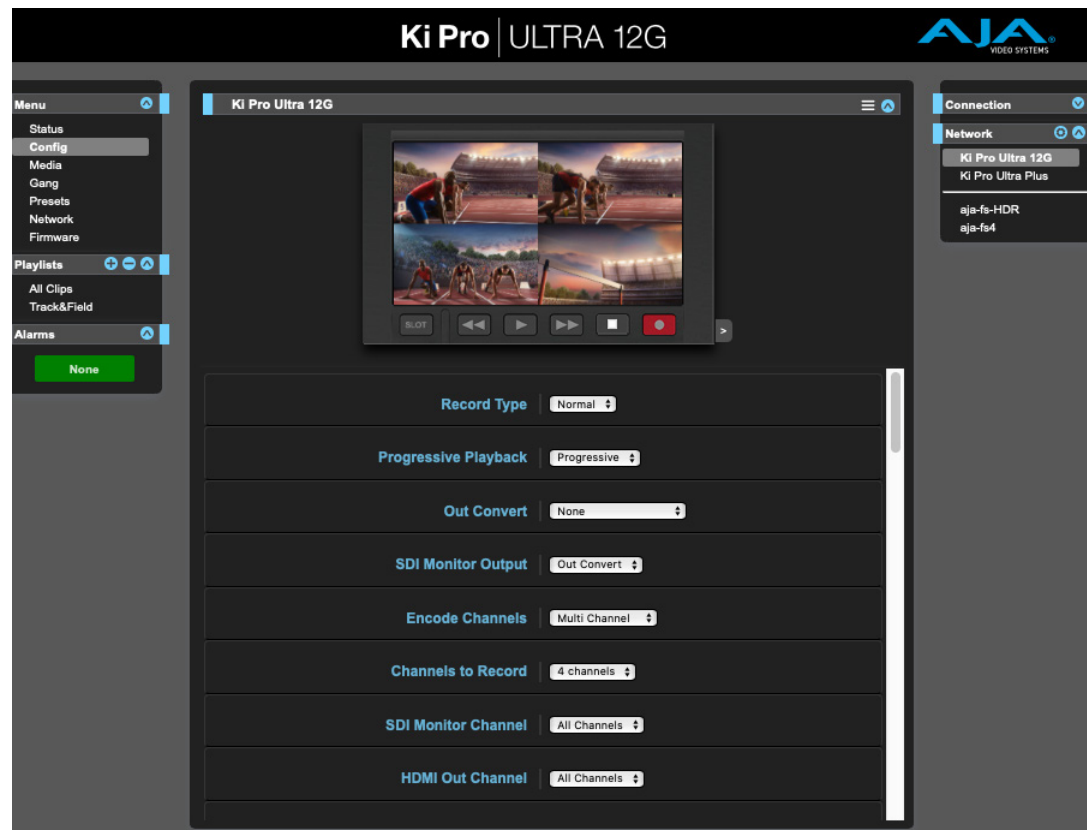 Ki Pro | ULTRA 12G
AJA
VIDEO SYSTEMS
Menu
Status
Config
Media
Gang
Presets
Network
Firmware
Playlists
All Clips
Track&Field
Alarms
None
Ki Pro Ultra 12G
SLOT
>
Record Type
Normal
Progressive Playback
Progressive
Out Convert
None
SDI Monitor Output
Out Convert
Encode Channels
Multi Channel
Channels to Record
4 channels
SDI Monitor Channel
All Channels
HDMI Out Channel
All Channels
Connection
Network
Ki Pro Ultra 12G
Ki Pro Ultra Plus
aja-fs-HDR
aja-fs4